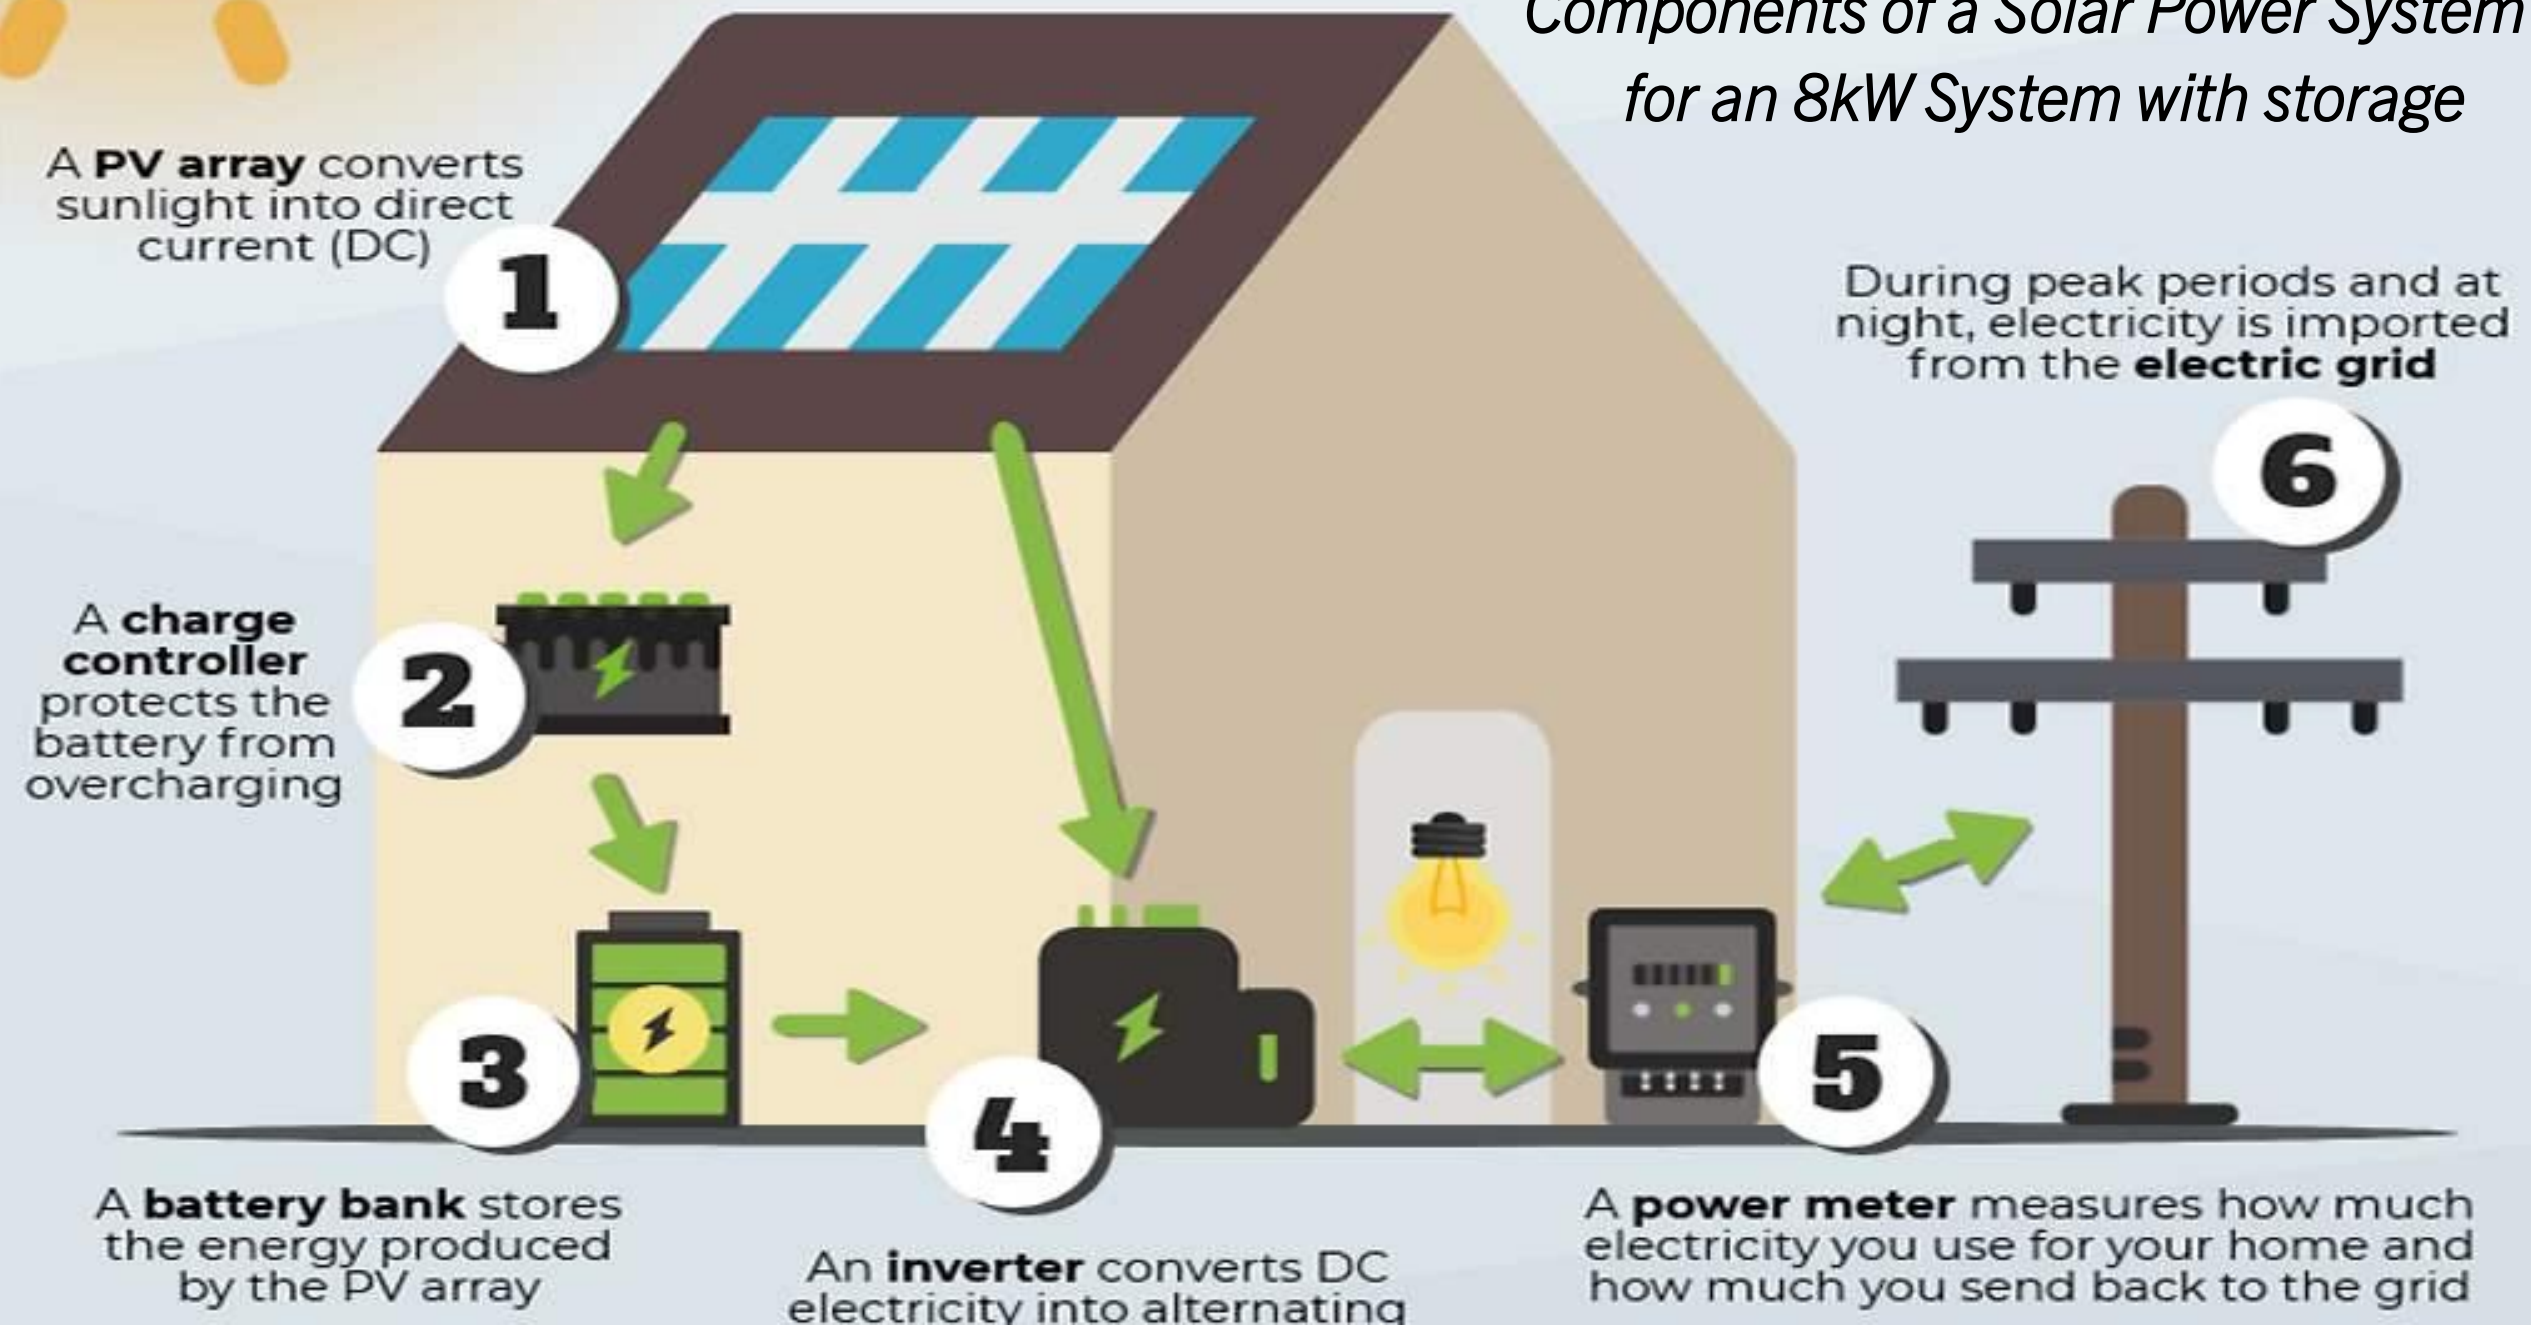 Components of a Solar Power System
for an 8kW System with storage
A PV array converts
sunlight into direct
current (DC)
1
During peak periods and at
night, electricity is imported
from the electric grid
6
A charge
controller
protects the
battery from
overcharging
2
3
4
5
A battery bank stores
the energy produced
by the PV array
An inverter converts DC
electricity into alternating
A power meter measures how much
electricity you use for your home and
how much you send back to the grid